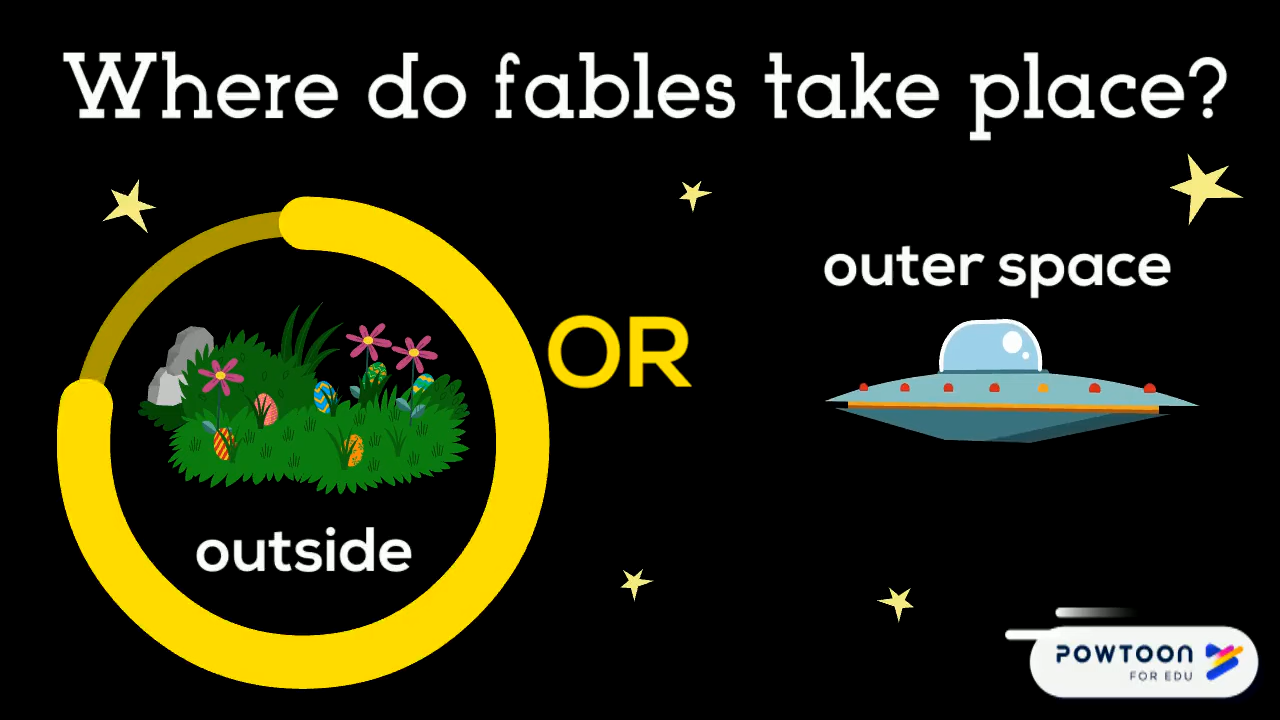 Where do fables take place?
outer space
OR
outside
POWTOON
FOR EDU